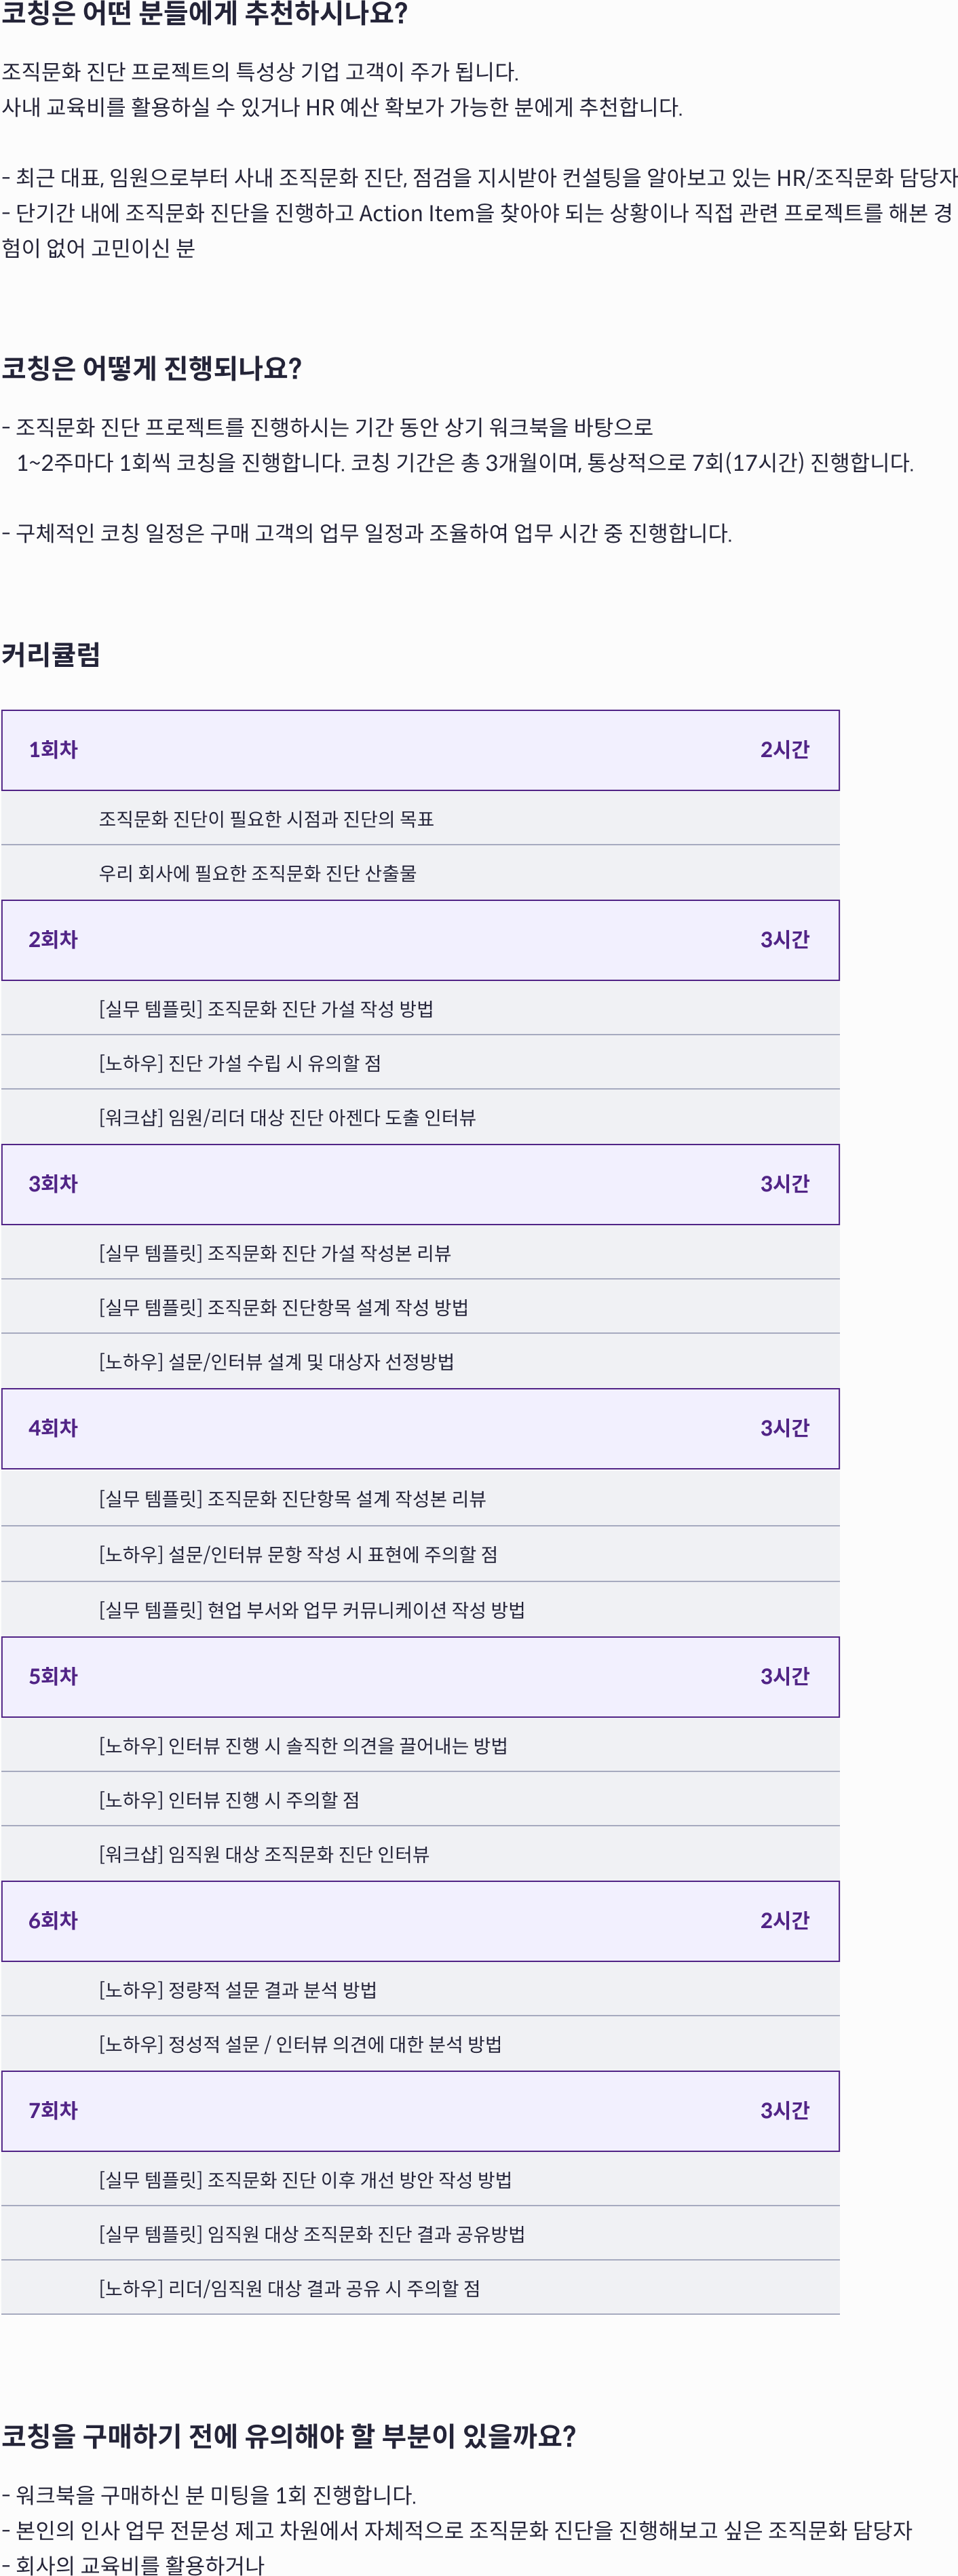 코칭은 어떤 분들에게 추천하시나요?
조직문화 진단 프로젝트의 특성상 기업 고객이 주가 됩니다.
사내 교육비를 활용하실 수 있거나 HR 예산 확보가 가능한 분에게 추천합니다.
- 최근 대표, 임원으로부터 사내 조직문화 진단, 점검을 지시받아 컨설팅을 알아보고 있는 HR/조직문화 담당자
- 단기간 내에 조직문화 진단을 진행하고 Action Item을 찾아야 되는 상황이나 직접 관련 프로젝트를 해본 경
험이 없어 고민이신 분
코칭은 어떻게 진행되나요?
- 조직문화 진단 프로젝트를 진행하시는 기간 동안 상기 워크북을 바탕으로
1~2주마다 1회씩 코칭을 진행합니다. 코칭 기간은 총 3개월이며, 통상적으로 7회(17시간) 진행합니다.
- 구체적인 코칭 일정은 구매 고객의 업무 일정과 조율하여 업무 시간 중 진행합니다.
커리큘럼
1회차 2시간
조직문화 진단이 필요한 시점과 진단의 목표
우리 회사에 필요한 조직문화 진단 산출물
2회차 3시간
[실무 템플릿] 조직문화 진단 가설 작성 방법
[노하우] 진단 가설 수립 시 유의할 점
[워크샵] 임원/리더 대상 진단 아젠다 도출 인터뷰
3회차 3시간
[실무 템플릿] 조직문화 진단 가설 작성본 리뷰
[실무 템플릿] 조직문화 진단항목 설계 작성 방법
[노하우] 설문/인터뷰 설계 및 대상자 선정방법
4회차 3시간
[실무 템플릿] 조직문화 진단항목 설계 작성본 리뷰
[노하우] 설문/인터뷰 문항 작성 시 표현에 주의할 점
[실무 템플릿] 현업 부서와 업무 커뮤니케이션 작성 방법
5회차 3시간
[노하우] 인터뷰 진행 시 솔직한 의견을 끌어내는 방법
[노하우] 인터뷰 진행 시 주의할 점
[워크샵] 임직원 대상 조직문화 진단 인터뷰
6회차 2시간
[노하우] 정량적 설문 결과 분석 방법
[노하우] 정성적 설문 / 인터뷰 의견에 대한 분석 방법
7회차 3시간
[실무 템플릿] 조직문화 진단 이후 개선 방안 작성 방법
[실무 템플릿] 임직원 대상 조직문화 진단 결과 공유방법
[노하우] 리더/임직원 대상 결과 공유 시 주의할 점
코칭을 구매하기 전에 유의해야 할 부분이 있을까요?
- 워크북을 구매하신 분 미팅을 1회 진행합니다.
- 본인의 인사 업무 전문성 제고 차원에서 자체적으로 조직문화 진단을 진행해보고 싶은 조직문화 담당자
- 회사의 교육비를 활용하거나